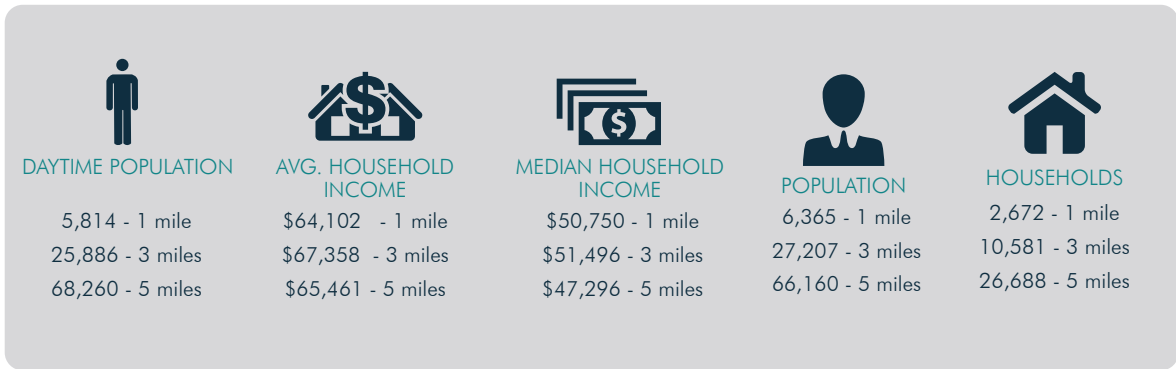 DAYTIME POPULATION
5,814 - 1 mile
25,886 - 3 miles
68,260 - 5 miles
$
AVG. HOUSEHOLD
INCOME
$64,102 - 1 mile
$67,358 - 3 miles
$65,461 - 5 miles
$
MEDIAN HOUSEHOLD
INCOME
$50,750 - 1 mile
$51,496 - 3 miles
$47,296 - 5 miles
POPULATION
6,365 - 1 mile
27,207 - 3 miles
66,160 - 5 miles
HOUSEHOLDS
2,672 - 1 mile
10,581 - 3 miles
26,688 - 5 miles